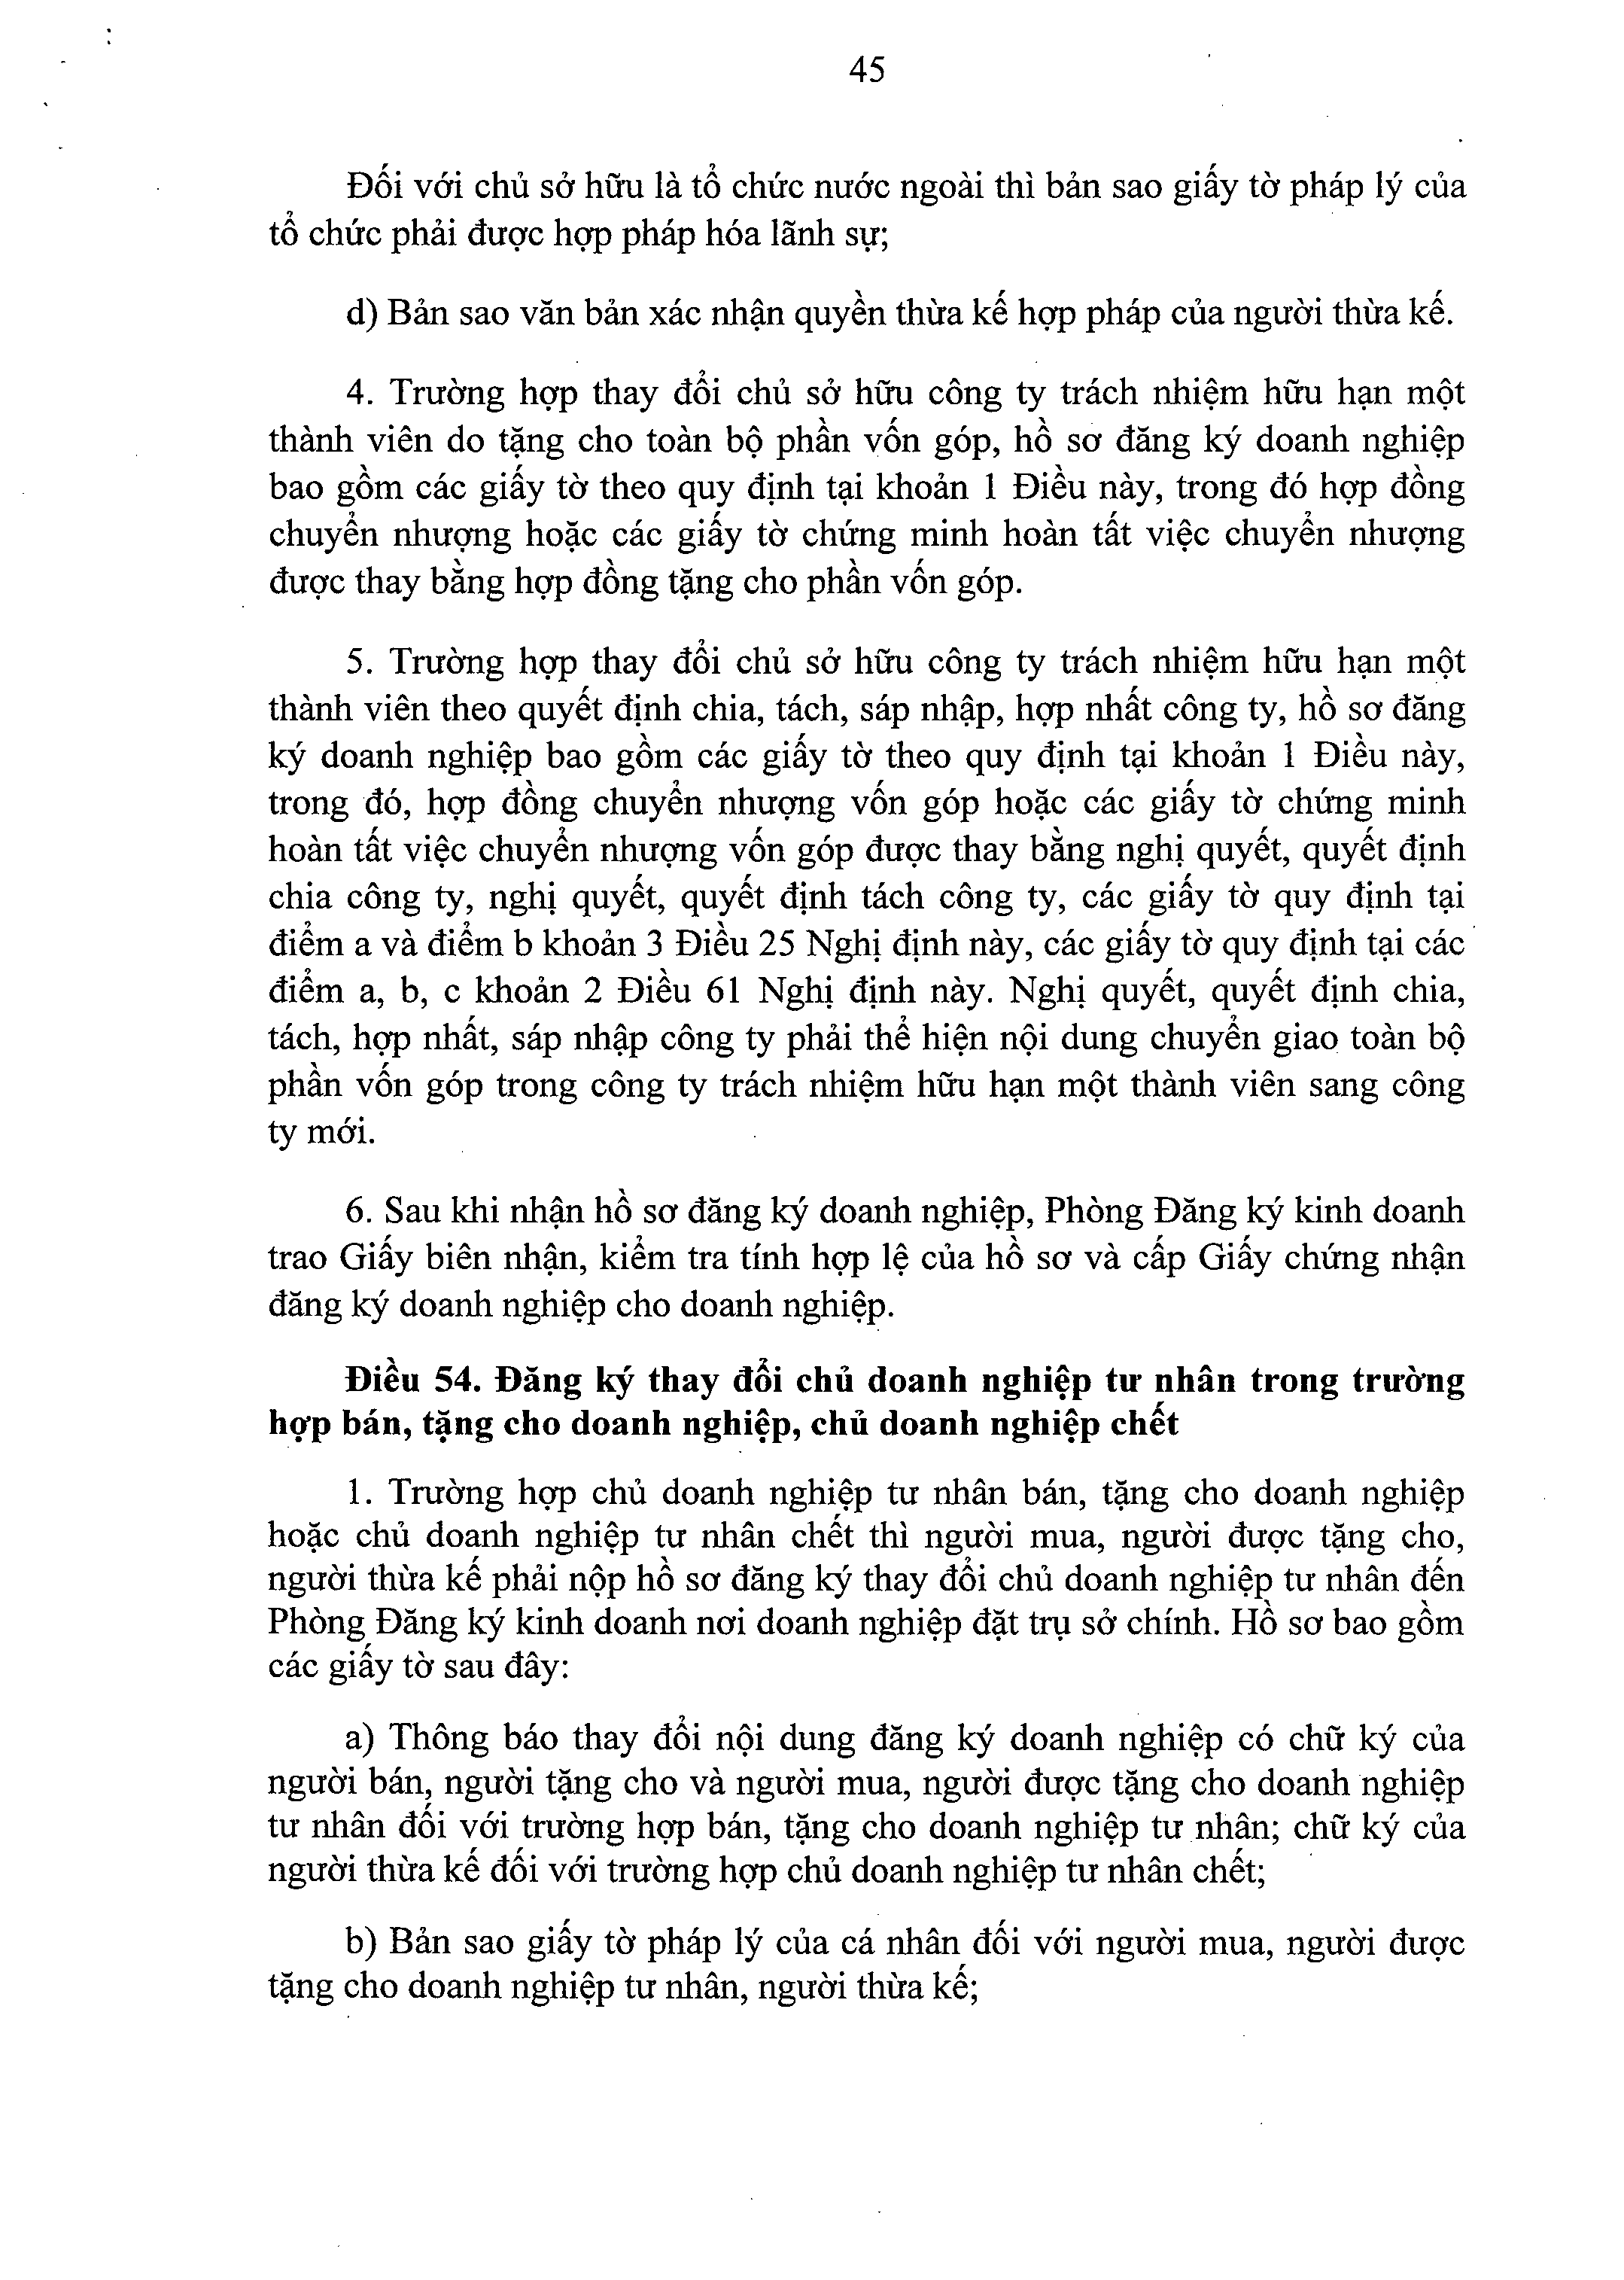 45
Đối với chủ sở hữu là tổ chức nước ngoài thì bản sao giấy tờ pháp lý của
tổ chức phải được hợp pháp hóa lãnh sự;
d) Bản sao văn bản xác nhận quyền thừa kế hợp pháp của người thừa kế.
4. Trường hợp thay đổi chủ sở hữu công ty trách nhiệm hữu hạn một
thành viên do tặng cho toàn bộ phần vốn góp, hồ sơ đăng ký doanh nghiệp
bao gồm các giấy tờ theo quy định tại khoản 1 Điều này, trong đó hợp đồng
chuyển nhượng hoặc các giấy tờ chứng minh hoàn tất việc chuyển nhượng
được thay bằng hợp đồng tặng cho phần vốn góp.
5. Trường hợp thay đổi chủ sở hữu công ty trách nhiệm hữu hạn một
thành viên theo quyết định chia, tách, sáp nhập, hợp nhất công ty, hồ sơ đăng
ký doanh nghiệp bao gồm các giấy tờ theo quy định tại khoản 1 Điều này,
trong đó, hợp đồng chuyển nhượng vốn góp hoặc các giấy tờ chứng minh
hoàn tất việc chuyển nhượng vốn góp được thay bằng nghị quyết, quyết định
chia công ty, nghị quyết, quyết định tách công ty, các giấy tờ quy định tại
điểm a và điểm b khoản 3 Điều 25 Nghị định này, các giấy tờ quy định tại các
điểm a, b, c khoản 2 Điều 61 Nghị định này. Nghị quyết, quyết định chia,
tách, hợp nhất, sáp nhập công ty phải thể hiện nội dung chuyển giao toàn bộ
phần vốn góp trong công ty trách nhiệm hữu hạn một thành viên sang công
ty mới.
6. Sau khi nhận hồ sơ đăng ký doanh nghiệp, Phòng Đăng ký kinh doanh
trao Giấy biên nhận, kiểm tra tính hợp lệ của hồ sơ và cấp Giấy chứng nhận
đăng ký doanh nghiệp cho doanh nghiệp.
Điều 54. Đăng ký thay đổi chủ doanh nghiệp tư nhân trong trường
hợp bán, tặng cho doanh nghiệp, chủ doanh nghiệp chết
1. Trường hợp chủ doanh nghiệp tư nhân bán, tặng cho doanh nghiệp
hoặc chủ doanh nghiệp tư nhân chết thì người mua, người được tặng cho,
người thừa kế phải nộp hồ sơ đăng ký thay đổi chủ doanh nghiệp tư nhân đến
Phòng Đăng ký kinh doanh nơi doanh nghiệp đặt trụ sở chính. Hồ sơ bao gồm
các giấy tờ sau đây:
a) Thông báo thay đổi nội dung đăng ký doanh nghiệp có chữ ký của
người bán, người tặng cho và người mua, người được tặng cho doanh nghiệp
tư nhân đối với trường hợp bán, tặng cho doanh nghiệp tư nhân; chữ ký của
người thừa kế đối với trường hợp chủ doanh nghiệp tư nhân chết;
b) Bản sao giấy tờ pháp lý của cá nhân đối với người mua, người được
tặng cho doanh nghiệp tư nhân, người thừa kế;